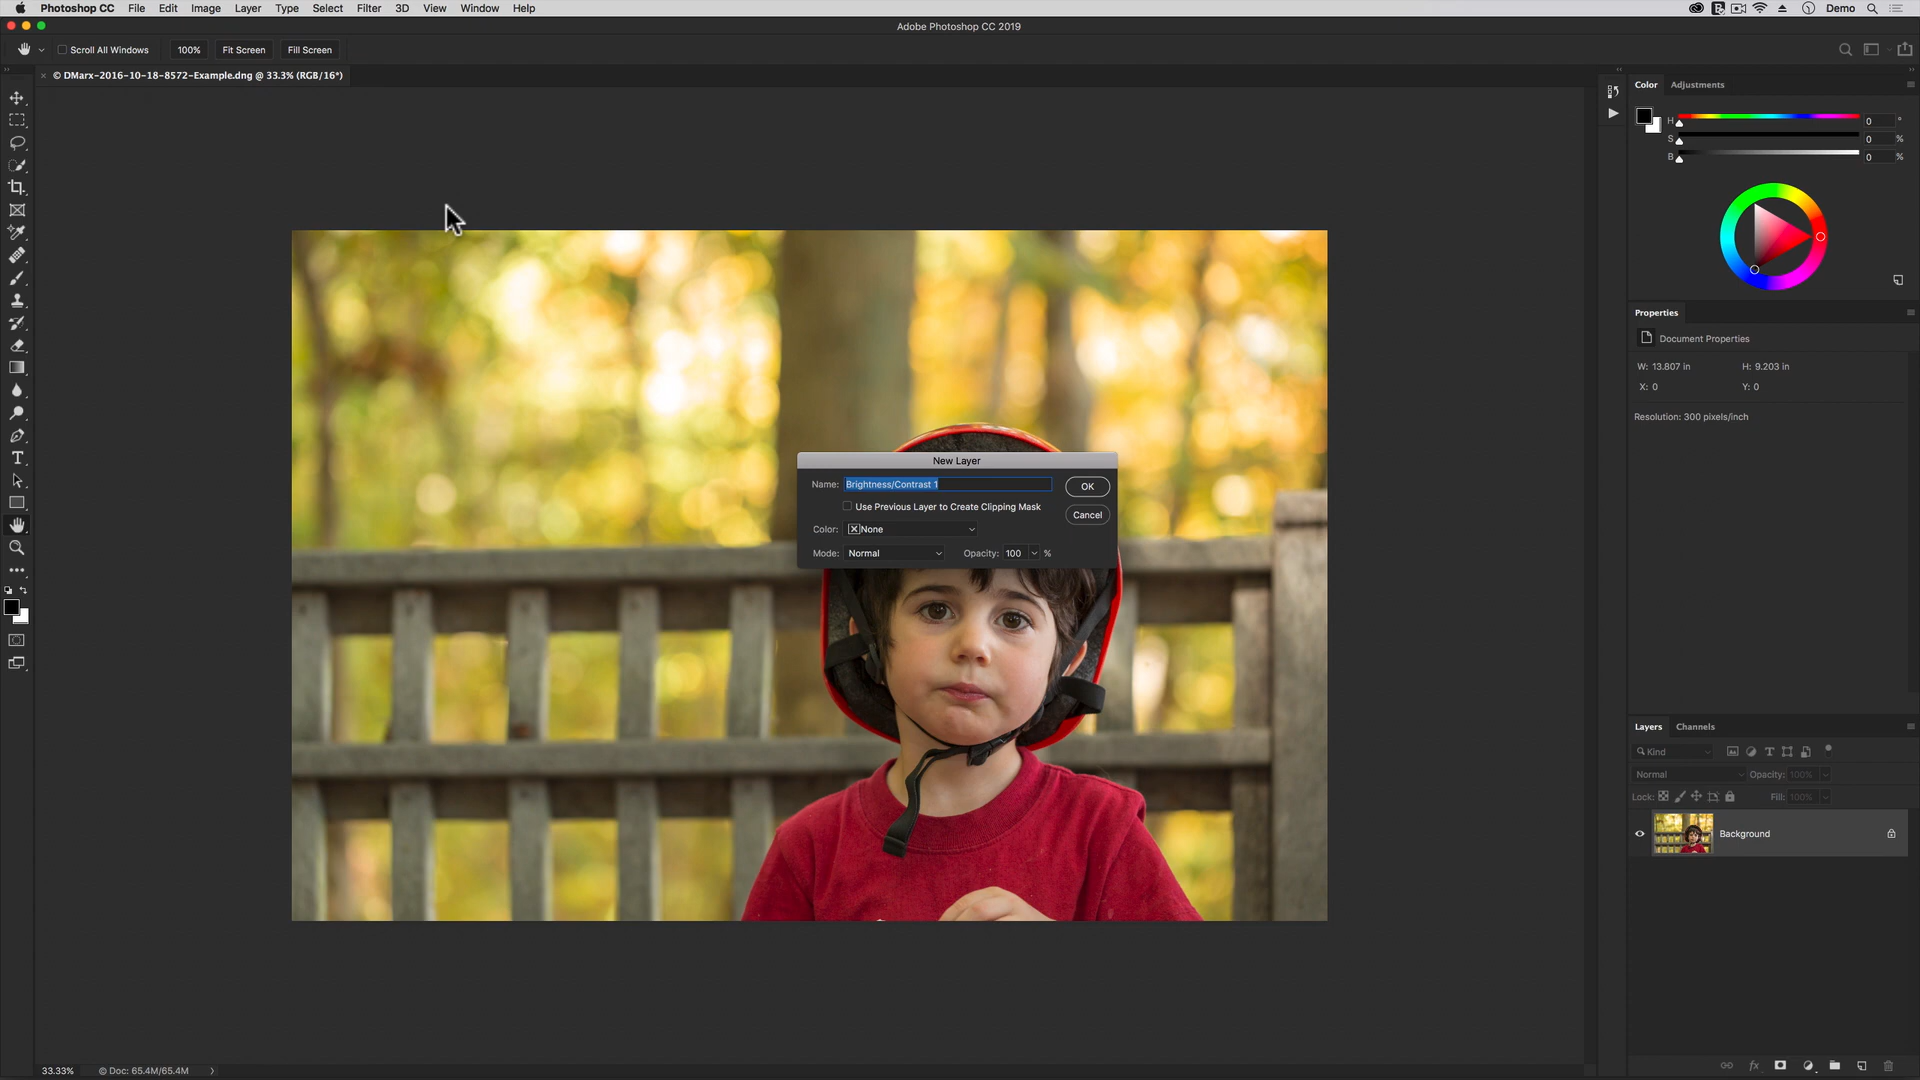 Photoshop CC File Edit Image Layer Type Select Filter 3D View Window Help Demo
Adobe Photoshop CC 2019
Scroll All Windows 100% Fit Screen Fill Screen
© DMarx-2016-10-18-8572-Example.dng @ 33.3% (RGB/16*)
Color Adjustments
H 0 °
S 0 %
B 0 %
Properties
Document Properties
W: 13.807 in H: 9.203 in
X: 0 Y: 0
Resolution: 300 pixels/inch
New Layer
Name: Brightness/Contrast 1 OK
Use Previous Layer to Create Clipping Mask
Cancel
Color: None
Mode: Normal Opacity: 100 %
Layers Channels
Kind
Normal Opacity: 100%
Lock: Fill: 100%
Background
fx
33.33% © Doc: 65.4M/65.4M